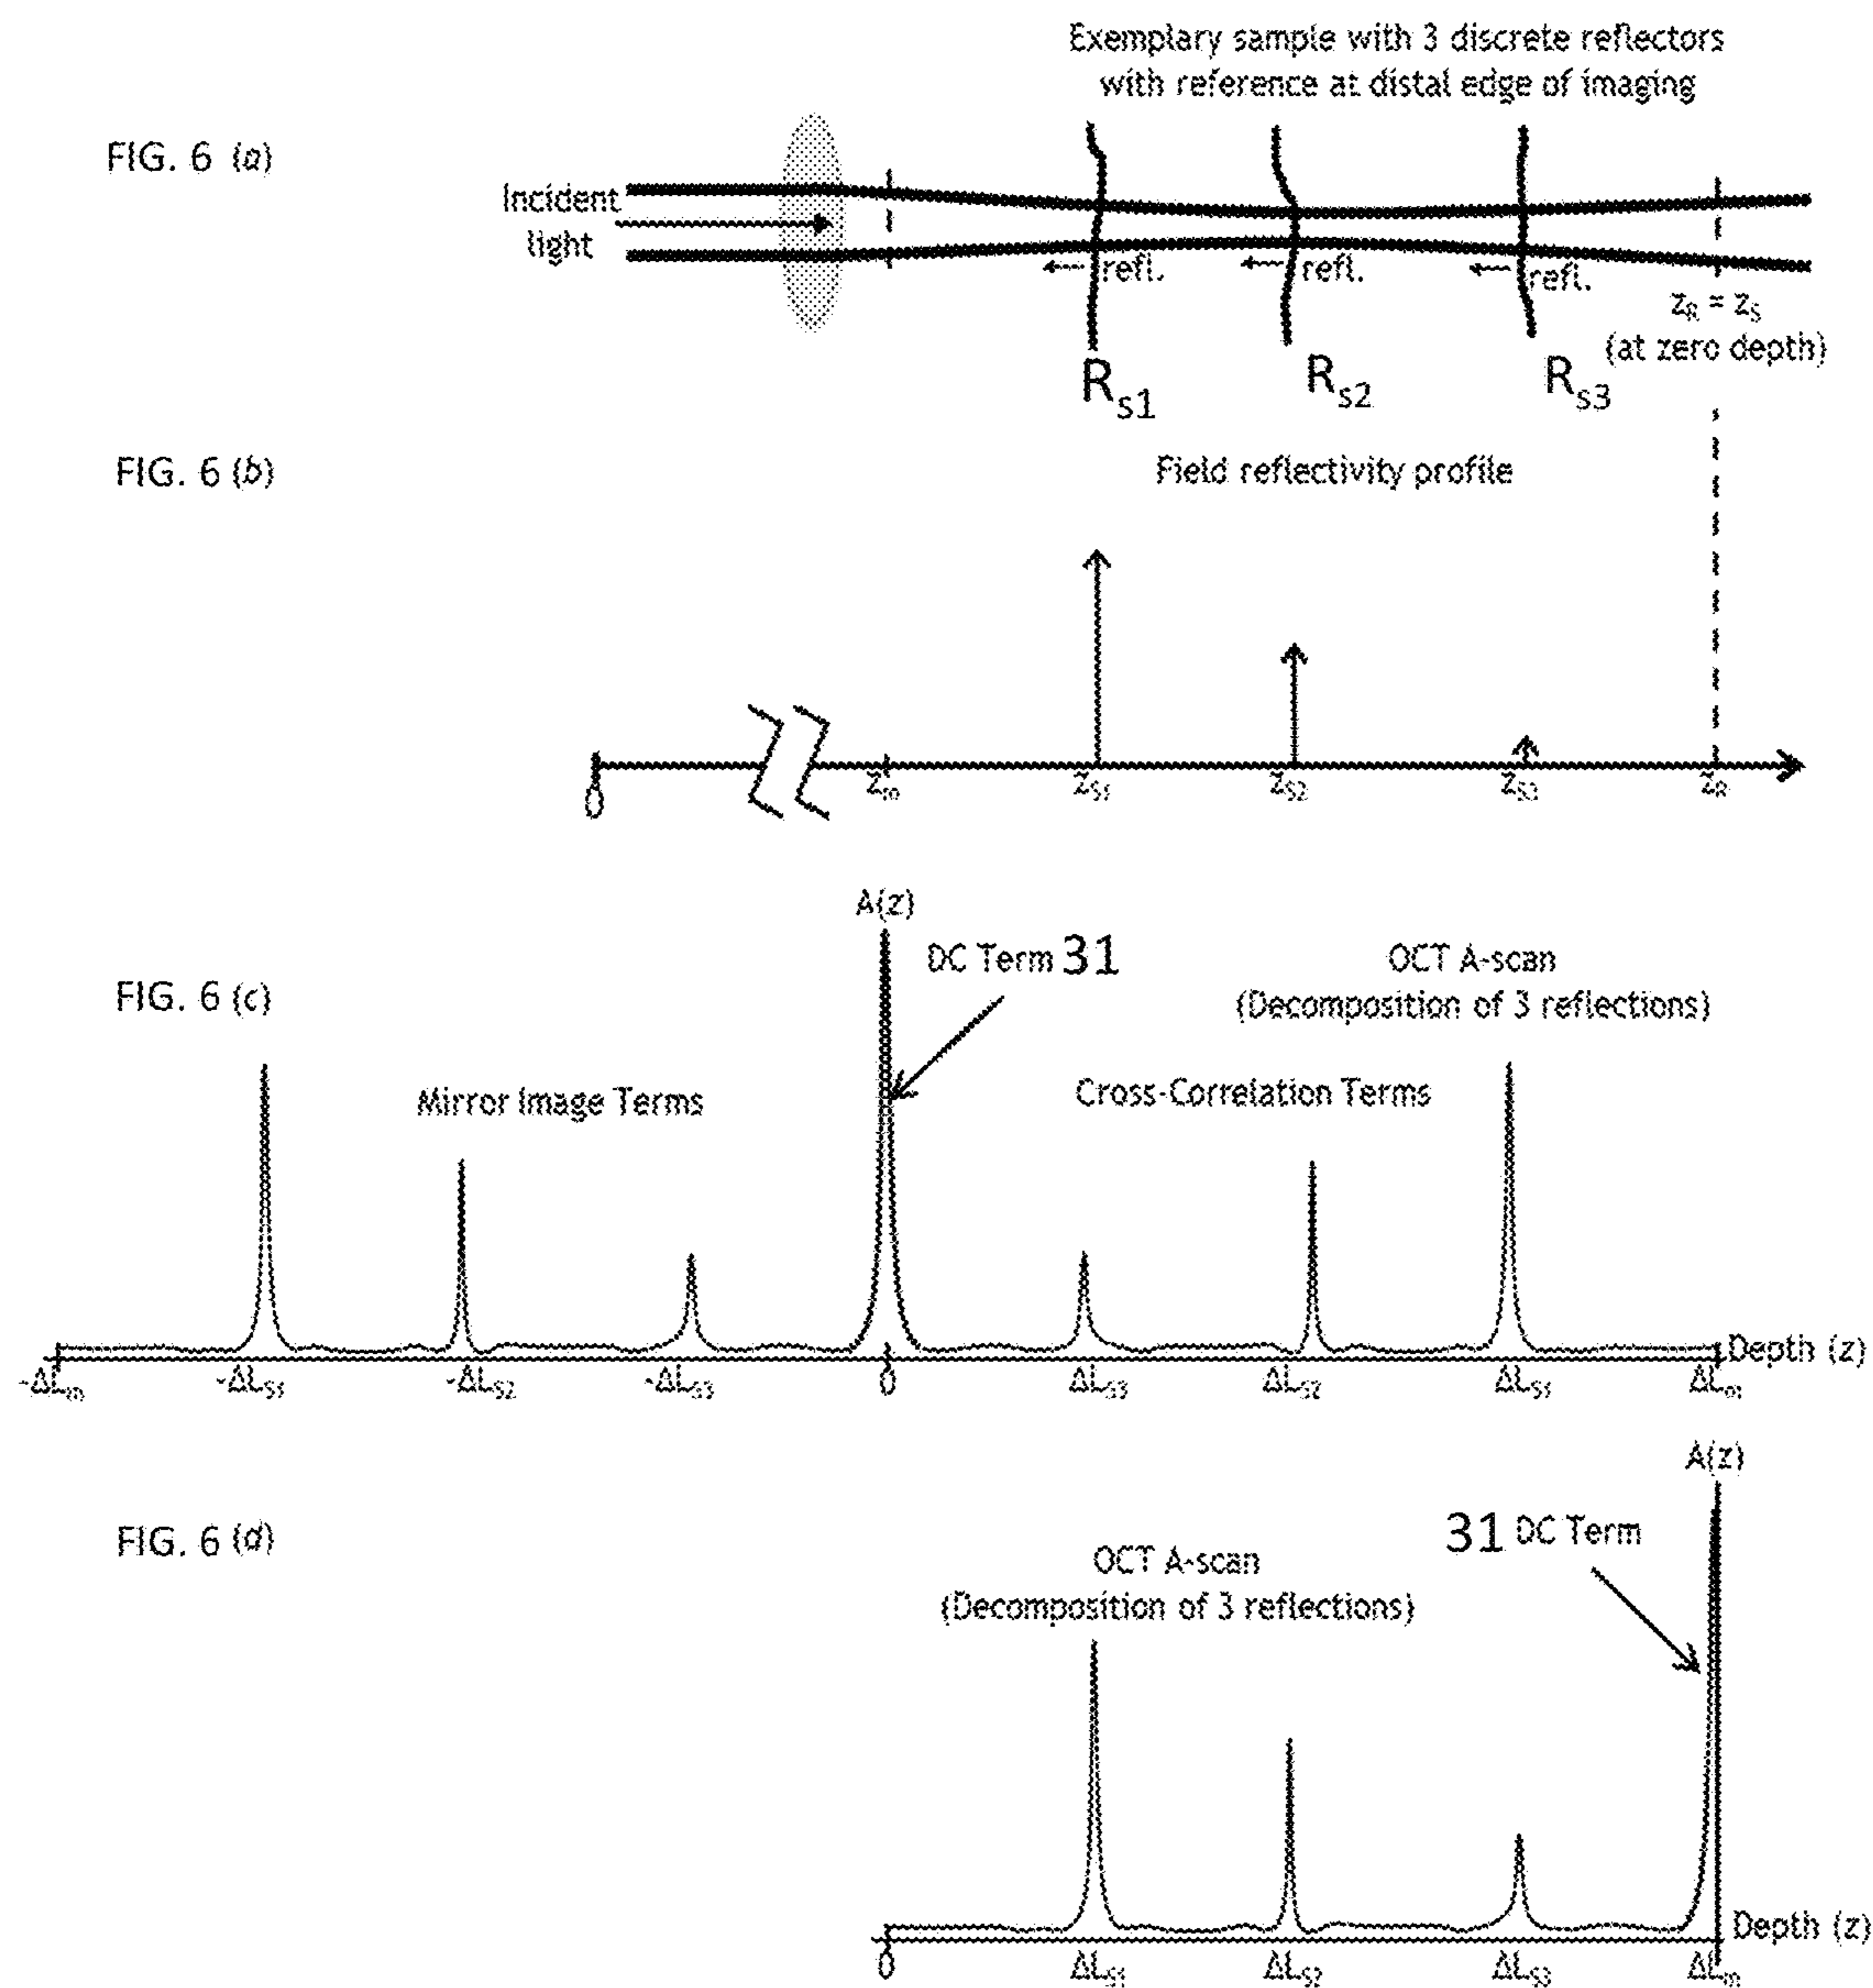 Exemplary sample with 3 discrete reflectors
with reference at distal edge of imaging
FIG. 6 (a)
Incident
light
refl.
refl.
refl.
z_R = z_S
(at zero depth)
R_s1
R_s2
R_s3
FIG. 6 (b)
Field reflectivity profile
0
z_m
z_S1
z_S2
z_S3
z_R
A(z)
DC Term 31
OCT A-scan
FIG. 6 (c)
(Decomposition of 3 reflections)
Mirror Image Terms
Cross-Correlation Terms
Depth (z)
-ΔL_m
-ΔL_S1
-ΔL_S2
-ΔL_S3
0
ΔL_S3
ΔL_S2
ΔL_S1
ΔL_m
A(z)
FIG. 6 (d)
31 DC Term
OCT A-scan
(Decomposition of 3 reflections)
Depth (z)
0
ΔL_S1
ΔL_S2
ΔL_S3
ΔL_m